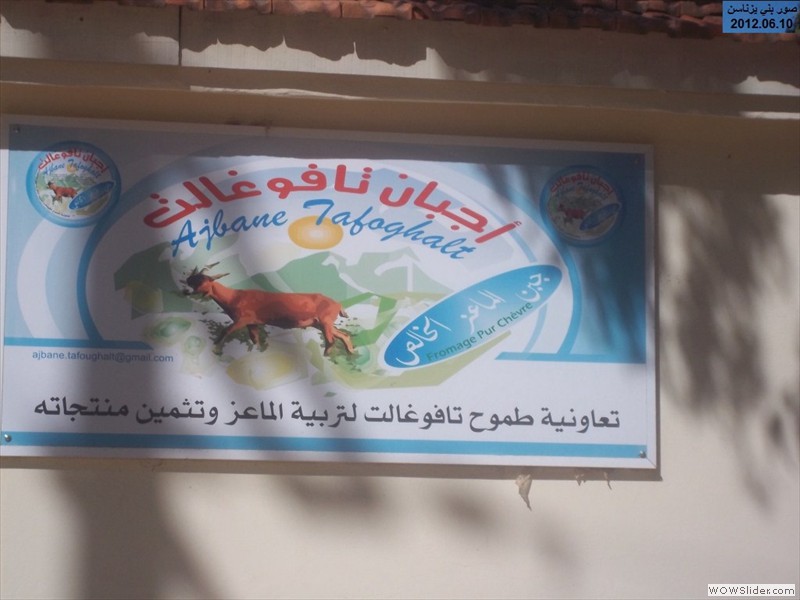 صور بني يزناسن
2012.06.10
أجبان تافوغالت
Ajbane Tafoghalt
جبن الماعز الخالص
Fromage Pur Chèvre
ajbane.tafoughalt@gmail.com
تعاونية طموح تافوغالت لتربية الماعز وتثمين منتجاته
WOWSlider.com